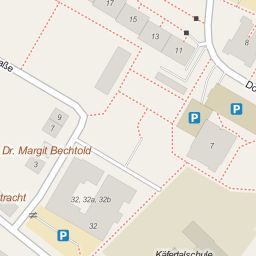 15
13
11
8
aße
Do
P
9
P
7
7
Dr. Margit Bechtold
3
32, 32a, 32b
tracht
32
P
Käfertalschule